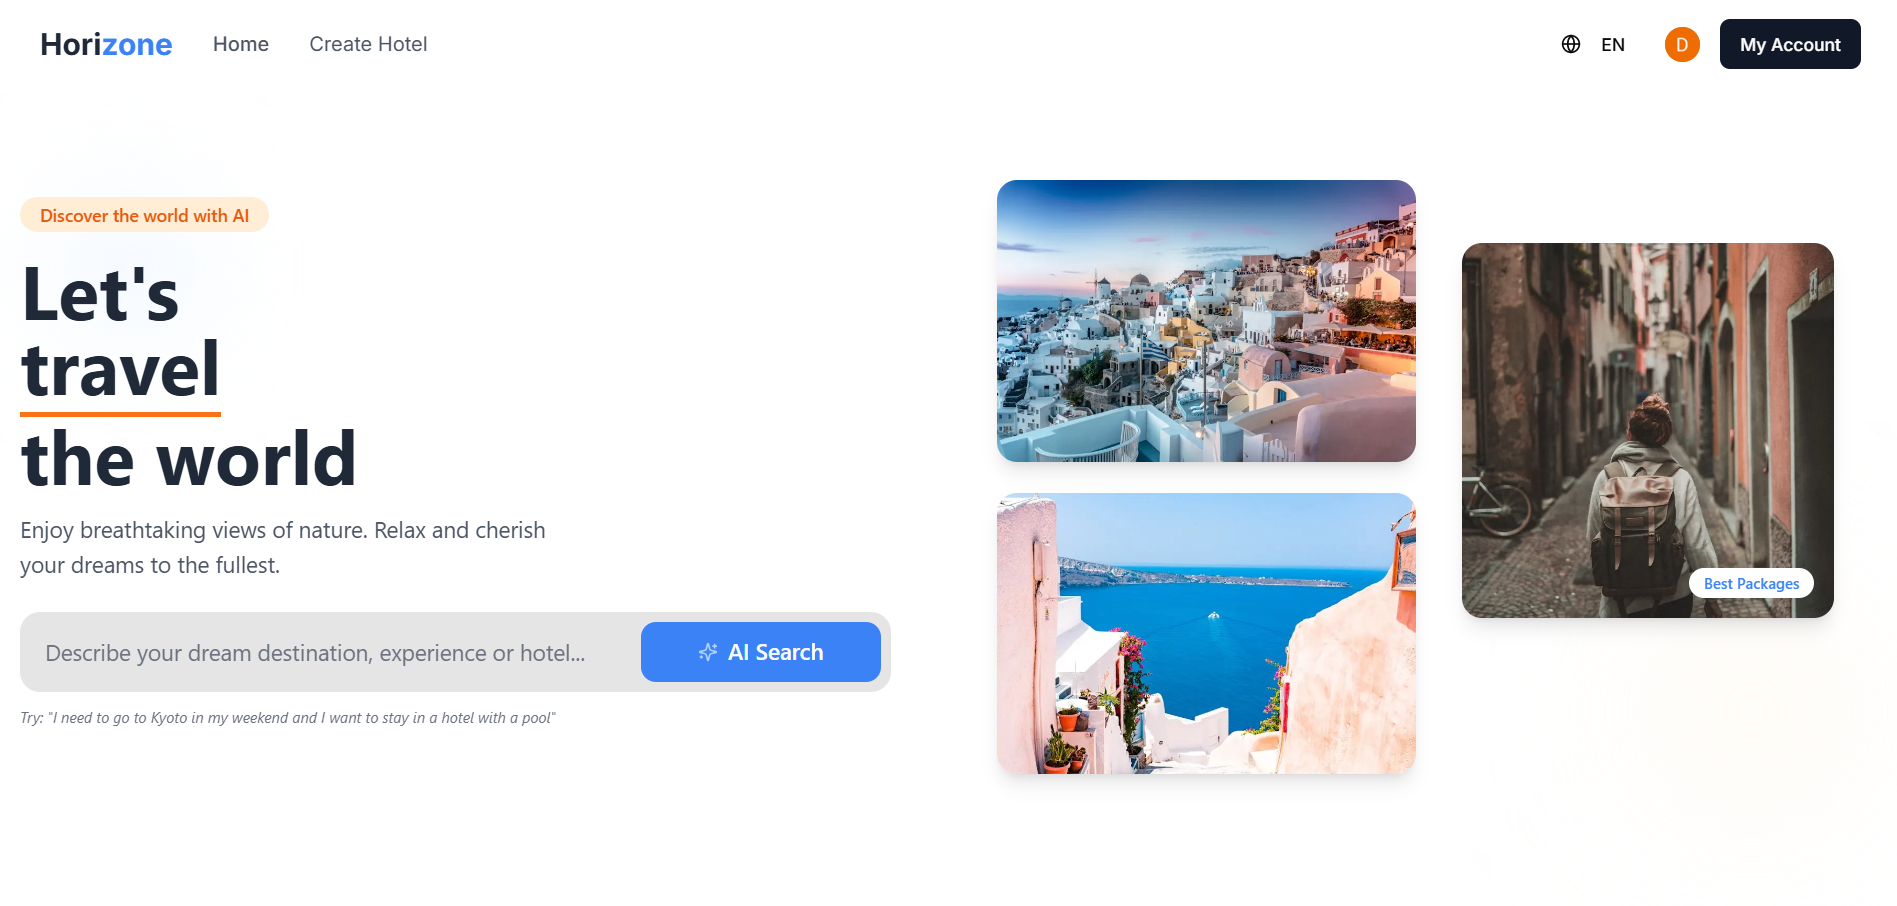 Horizone Home Create Hotel EN D My Account
Discover the world with AI
Let's
travel
the world
Enjoy breathtaking views of nature. Relax and cherish
your dreams to the fullest.
Describe your dream destination, experience or hotel... AI Search
Try: "I need to go to Kyoto in my weekend and I want to stay in a hotel with a pool"
Best Packages